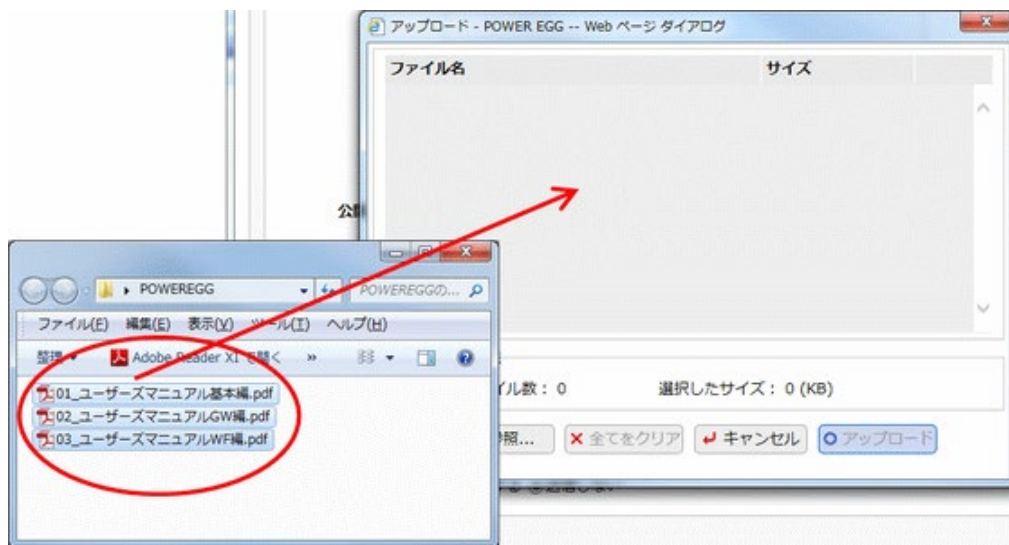 アップロード - POWER EGG -- Web ページ ダイアログ
ファイル名 サイズ
公開
POWEREGG POWEREGGの...
ファイル(E) 編集(E) 表示(V) ツール(T) ヘルプ(H)
整理 Adobe Reader XI で開く »
01_ユーザーズマニュアル基本編.pdf
02_ユーザーズマニュアルGW編.pdf
03_ユーザーズマニュアルWF編.pdf
イル数: 0 選択したサイズ: 0 (KB)
照... 全てをクリア キャンセル アップロード